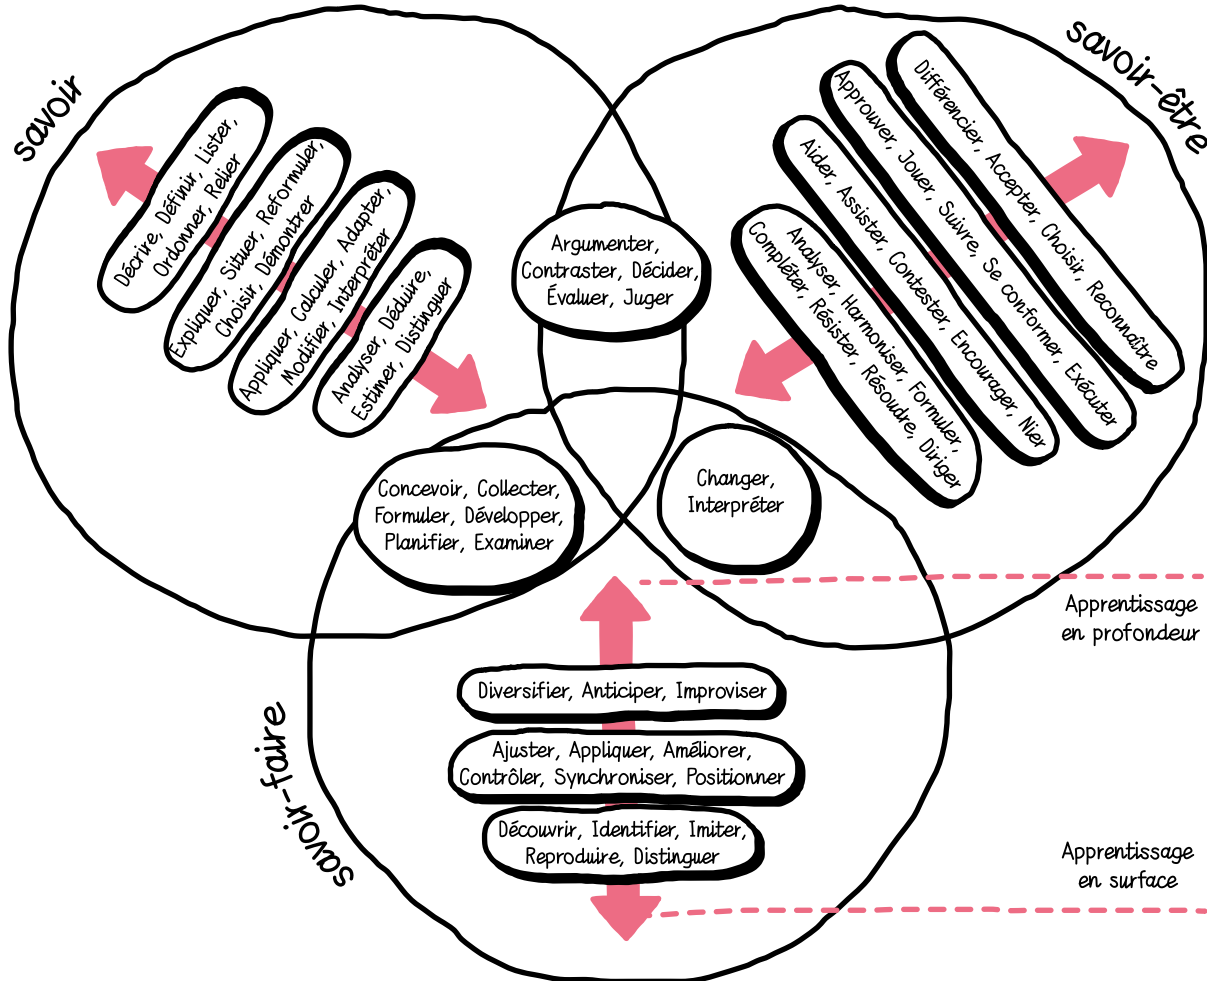 savoir
Décrire, Définir, Lister,
Ordonner, Relier
Expliquer, Situer, Reformuler,
Choisir, Démontrer
Appliquer, Calculer, Adapter,
Modifier, Interpréter
Analyser, Déduire,
Estimer, Distinguer
Argumenter,
Contraster, Décider,
Évaluer, Juger
savoir-être
Différencier, Accepter, Choisir, Reconnaître
Approuver, Jouer, Suivre, Se conformer, Exécuter
Aider, Assister, Contester, Encourager, Nier
Analyser, Harmoniser, Formuler,
Compléter, Résister, Résoudre, Diriger
Concevoir, Collecter,
Formuler, Développer,
Planifier, Examiner
Changer,
Interpréter
Apprentissage
en profondeur
savoir-faire
Diversifier, Anticiper, Improviser
Ajuster, Appliquer, Améliorer,
Contrôler, Synchroniser, Positionner
Découvrir, Identifier, Imiter,
Reproduire, Distinguer
Apprentissage
en surface